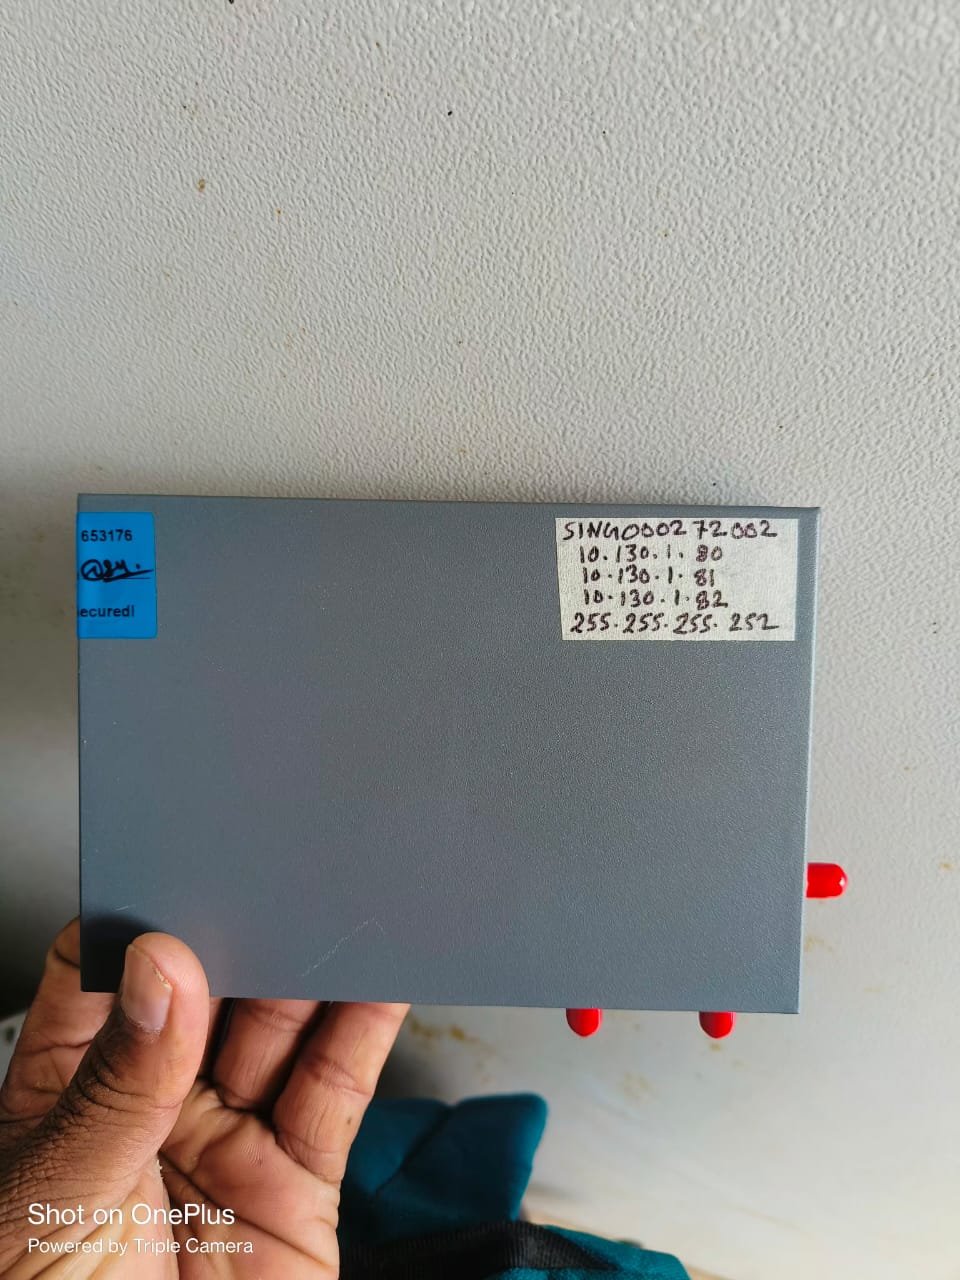 653176
ecured!
SING000272002
10.130.1.80
10.130.1.81
10.130.1.82
255.255.255.252
Shot on OnePlus
Powered by Triple Camera